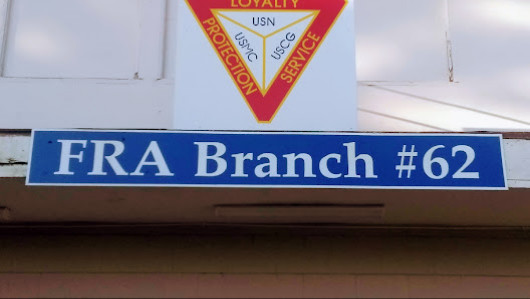 LOYALTY
USN
USMC
USCG
PROTECTION
SERVICE
FRA Branch #62